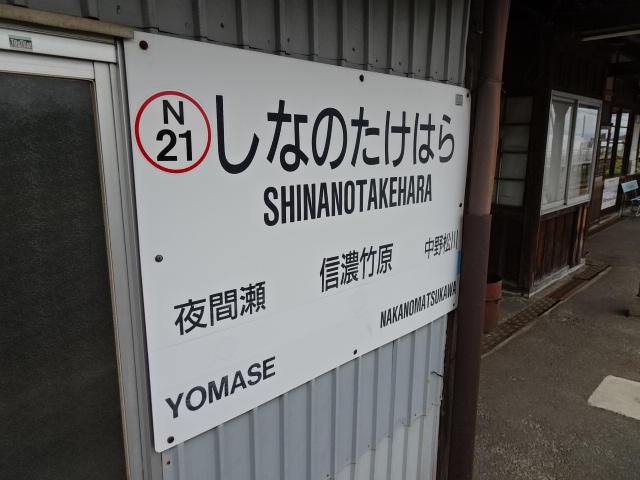 N
21
しなのたけはら
SHINANOTAKEHARA
夜間瀬
信濃竹原
中野松川
YOMASE
NAKANOMATSUKAWA